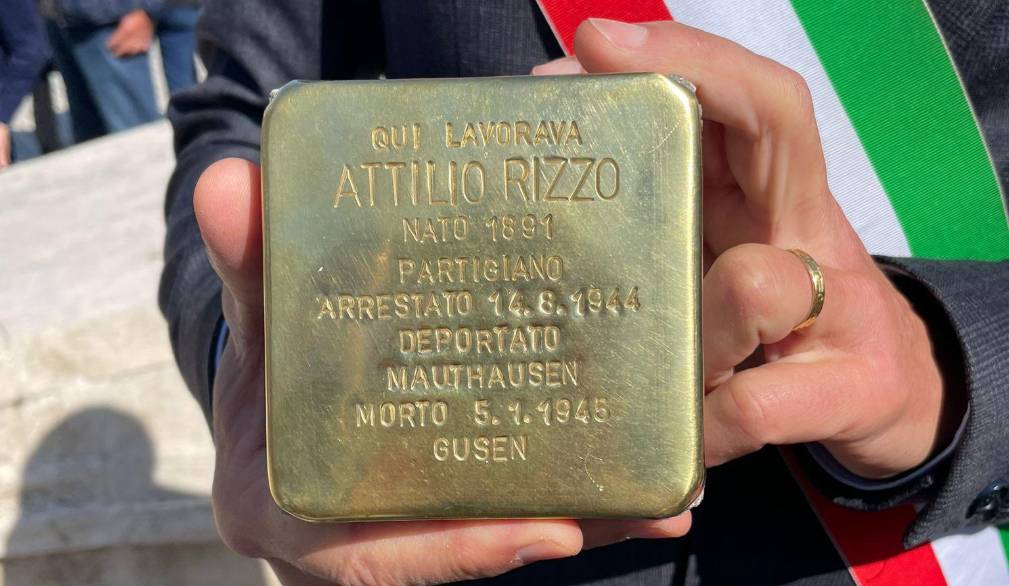 QUI LAVORAVA
ATTILIO RIZZO
NATO 1891
PARTIGIANO
ARRESTATO 14.8.1944
DEPORTATO
MAUTHAUSEN
MORTO 5.1.1945
GUSEN